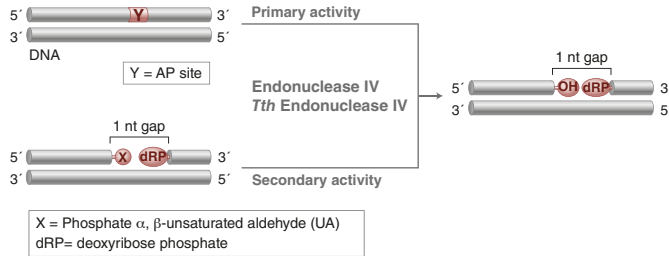 5´ Y 3´
3´ 5´
DNA
Y = AP site
Primary activity
Endonuclease IV
Tth Endonuclease IV
1 nt gap
5´ X dRP 3´
3´ 5´
Secondary activity
1 nt gap
5´ OH dRP 3
3´ 5
X = Phosphate α, β-unsaturated aldehyde (UA)
dRP= deoxyribose phosphate